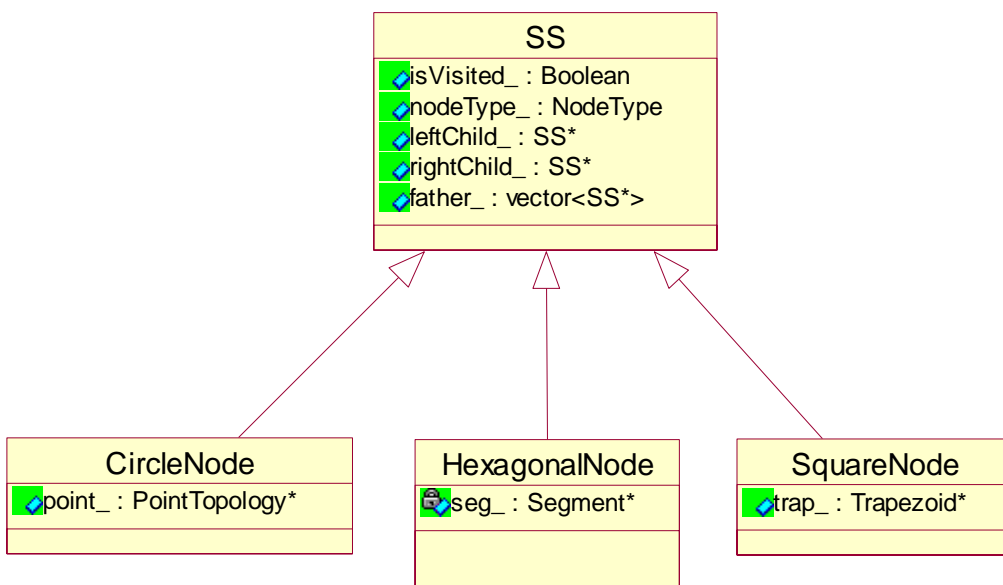 SS
isVisited_ : Boolean
nodeType_ : NodeType
leftChild_ : SS*
rightChild_ : SS*
father_ : vector<SS*>
CircleNode
point_ : PointTopology*
HexagonalNode
seg_ : Segment*
SquareNode
trap_ : Trapezoid*